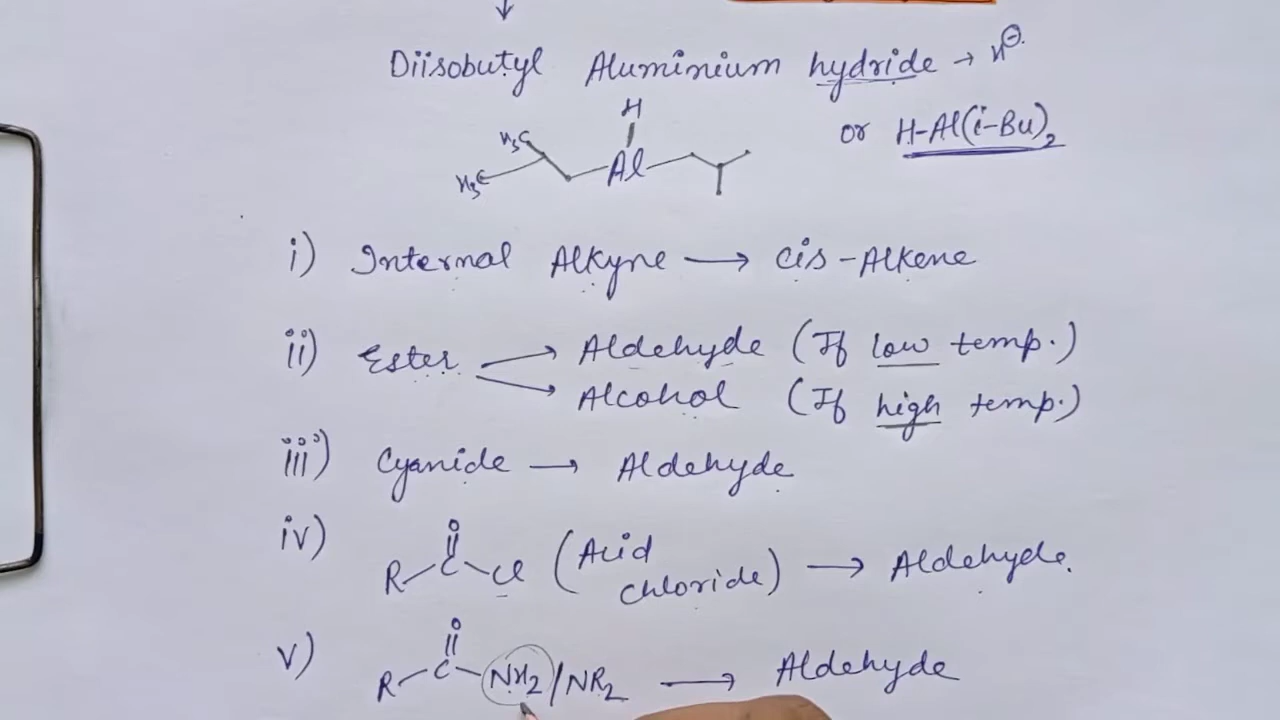 Diisobutyl Aluminium hydride → H⊖
or H-Al(i-Bu)₂
H
H₃C
H₃C Al
i) Internal Alkyne → cis-Alkene
ii) Ester → Aldehyde (If low temp.)
→ Alcohol (If high temp.)
iii) Cyanide → Aldehyde
iv) R-C(=O)-Cl (Acid chloride) → Aldehyde.
v) R-C(=O)-NH₂/NR₂ → Aldehyde